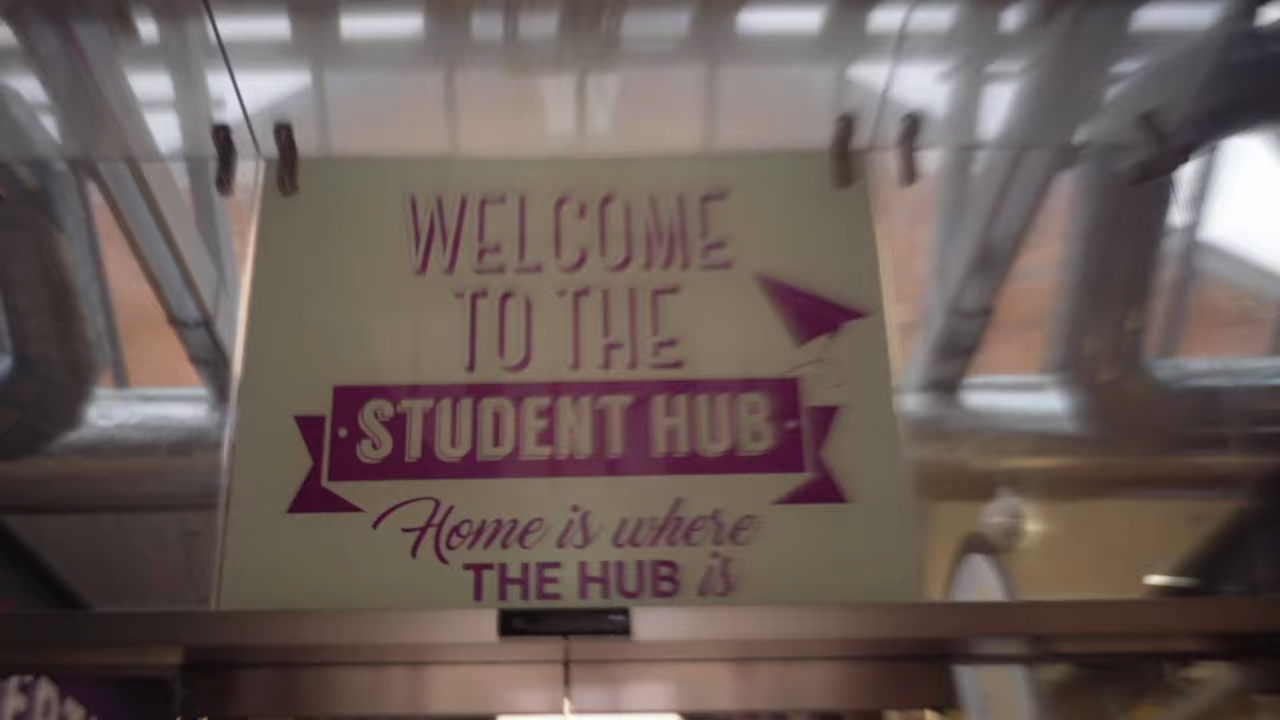 WELCOME
TO THE
STUDENT HUB
Home is where
THE HUB is